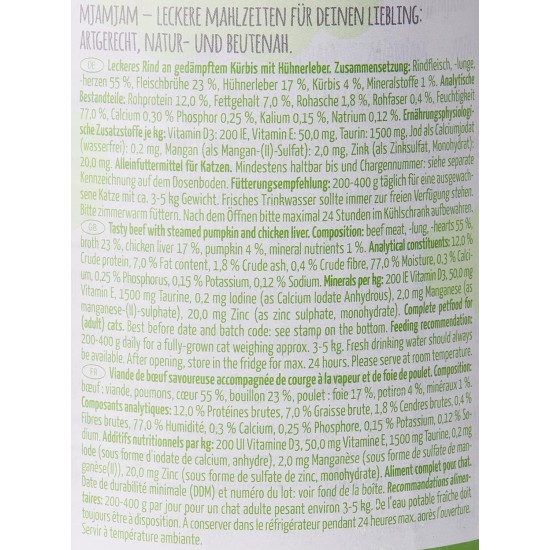 MJAMJAM – LECKERE MAHLZEITEN FÜR DEINEN LIEBLING:
ARTGERECHT, NATUR- UND BEUTENAH.
DE Leckeres Rind an gedämpftem Kürbis mit Hühnerleber. Zusammensetzung: Rindfleisch, -lunge,
-herzen 55 %, Fleischbrühe 23 %, Hühnerleber 17 %, Kürbis 4 %, Mineralstoffe 1 %. Analytische
Bestandteile: Rohprotein 12,0 %, Fettgehalt 7,0 %, Rohasche 1,8 %, Rohfaser 0,4 %, Feuchtigkeit
77,0 %, Calcium 0,30 % Phosphor 0,25 %, Kalium 0,15 %, Natrium 0,12 %. Ernährungsphysiologi-
sche Zusatzstoffe je kg: Vitamin D3: 200 IE, Vitamin E: 50,0 mg, Taurin: 1500 mg, Jod als Calciumjodat
(wasserfrei): 0,2 mg, Mangan (als Mangan-(II)-Sulfat): 2,0 mg, Zink (als Zinksulfat, Monohydrat):
20,0 mg. Alleinfuttermittel für Katzen. Mindestens haltbar bis und Chargennummer: siehe separate
Kennzeichnung auf dem Dosenboden. Fütterungsempfehlung: 200-400 g täglich für eine ausgewach-
sene Katze mit ca. 3-5 kg Gewicht. Frisches Trinkwasser sollte immer zur freien Verfügung stehen.
Bitte zimmerwarm füttern. Nach dem Öffnen bitte maximal 24 Stunden im Kühlschrank aufbewahren.
GB Tasty beef with steamed pumpkin and chicken liver. Composition: beef meat, -lung, -hearts 55 %,
broth 23 %, chicken liver 17 %, pumpkin 4 %, mineral nutrients 1 %. Analytical constituents: 12,0 %
Crude protein, 7,0 % Fat content, 1,8 % Crude ash, 0,4 % Crude fibre, 77,0 % Moisture, 0,3 % Calci-
um, 0,25 % Phosphorus, 0,15 % Potassium, 0,12 % Sodium. Minerals per kg: 200 IE Vitamin D3, 50,0 mg
Vitamin E, 1500 mg Taurine, 0,2 mg Iodine (as Calcium Iodate Anhydrous), 2,0 mg Manganese (as
manganese-(II)-sulphate), 20,0 mg Zinc (as zinc sulphate, monohydrate). Complete petfood for
(adult) cats. Best before date and batch code: see stamp on the bottom. Feeding recommendation:
200-400 g daily for a fully-grown cat weighing approx. 3-5 kg. Fresh drinking water should always
be available. After opening, store in the fridge for max. 24 hours. Please serve at room temperature.
FR Viande de bœuf savoureuse accompagnée de courge à la vapeur et foie de poulet. Composition:
bœuf : viande, poumons, cœur 55 %, bouillon 23 %, poulet : foie 17 %, potiron 4 %, minéraux 1 %.
Composants analytiques: 12,0 % Protéines brutes, 7,0 % Graisse brute, 1,8 % Cendres brutes, 0,4 %
Fibres brutes, 77,0 % Humidité, 0,3 % Calcium, 0,25 % Phosphore, 0,15 % Potassium, 0,12 % So-
dium. Additifs nutritionnels par kg: 200 UI Vitamine D3, 50,0 mg Vitamine E, 1500 mg Taurine, 0,2 mg
Iode (sous forme d'iodate de calcium, anhydre), 2,0 mg Manganèse (sous forme de sulfate de man-
ganèse(II)), 20,0 mg Zinc (sous forme de sulfate de zinc, monohydrate). Aliment complet pour chat.
Date de durabilité minimale (DDM) et numéro du lot: voir fond de la boîte. Recommandations alimen-
taires: 200-400 g par jour pour un chat adulte pesant environ 3-5 kg. De l'eau potable fraîche doit
toujours être à disposition. A conserver dans le réfrigérateur pendant 24 heures max. après l'ouverture.
Servir à température ambiante.